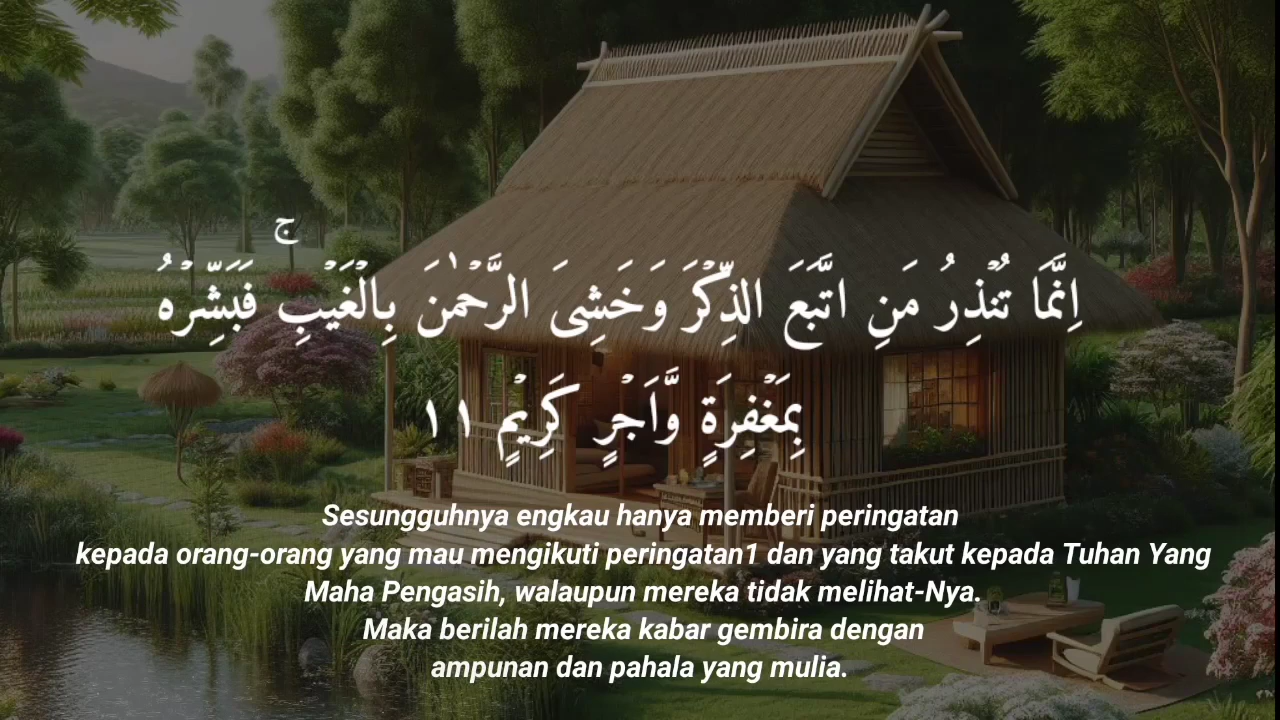 اِنَّمَا تُنْذِرُ مَنِ اتَّبَعَ الذِّكْرَ وَخَشِىَ الرَّحْمٰنَ بِالْغَيْبِۚ فَبَشِّرْهُ
بِمَغْفِرَةٍ وَّاَجْرٍ كَرِيْمٍ ١١
Sesungguhnya engkau hanya memberi peringatan
kepada orang-orang yang mau mengikuti peringatan1 dan yang takut kepada Tuhan Yang
Maha Pengasih, walaupun mereka tidak melihat-Nya.
Maka berilah mereka kabar gembira dengan
ampunan dan pahala yang mulia.